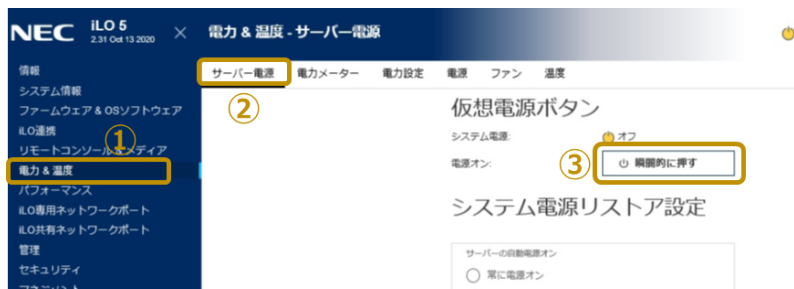 NEC iLO 5
2.31 Oct 13 2020
電力 & 温度 - サーバー電源
情報
システム情報
ファームウェア & OSソフトウェア
iLO連携
リモートコンソール & メディア
電力 & 温度
パフォーマンス
iLO専用ネットワークポート
iLO共有ネットワークポート
管理
セキュリティ
①
サーバー電源 電力メーター 電力設定 電源 ファン 温度
②
仮想電源ボタン
システム電源: オフ
電源オン: ③ 瞬間的に押す
システム電源リストア設定
サーバーの自動電源オン
常に電源オン